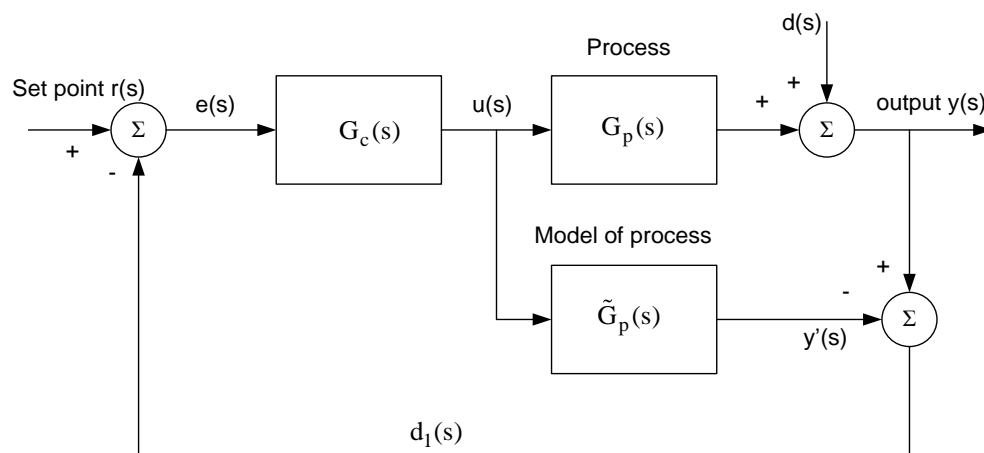 d(s)
Process
Set point r(s)
e(s)
u(s)
output y(s)
+
+
Σ
G_c(s)
G_p(s)
Σ
+
-
Model of process
+
-
G̃_p(s)
Σ
y'(s)
d_1(s)